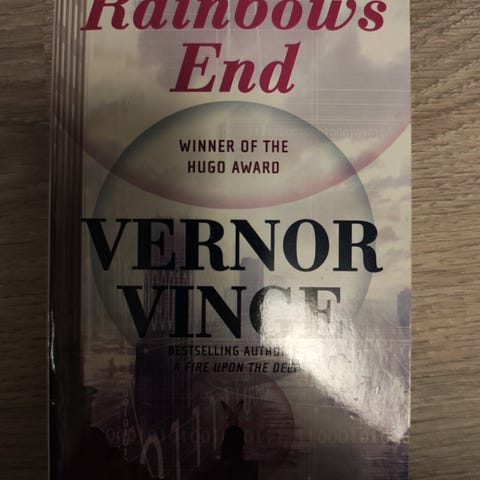 Rainbows
End
WINNER OF THE
HUGO AWARD
VERNOR
VINGE
BESTSELLING
A FIRE UPON THE